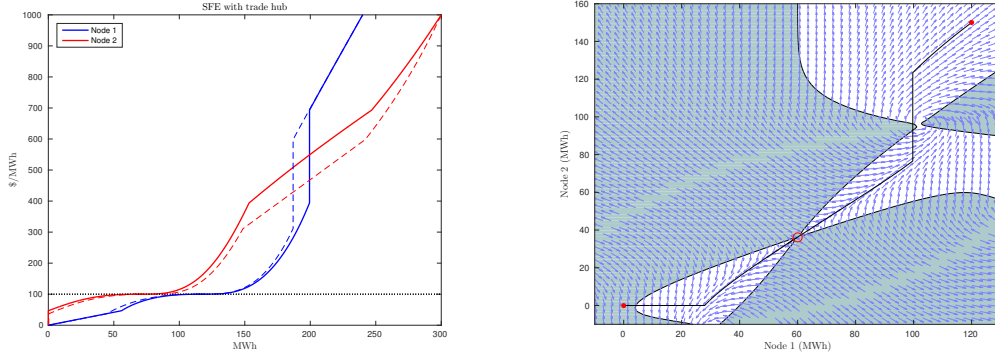 SFE with trade hub
Node 1
Node 2
$/MWh
1000
900
800
700
600
500
400
300
200
100
0
0 50 100 150 200 250 300
MWh
Node 2 (MWh)
160
140
120
100
80
60
40
20
0
0 20 40 60 80 100 120
Node 1 (MWh)